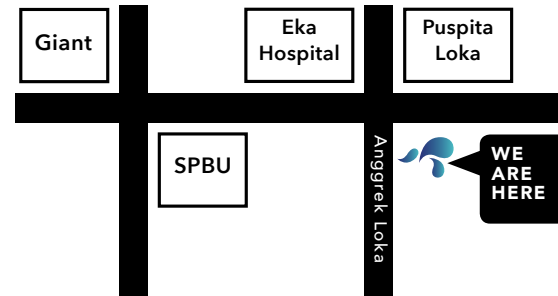 Giant
Eka
Hospital
Puspita
Loka
SPBU
Anggrek Loka
WE
ARE
HERE